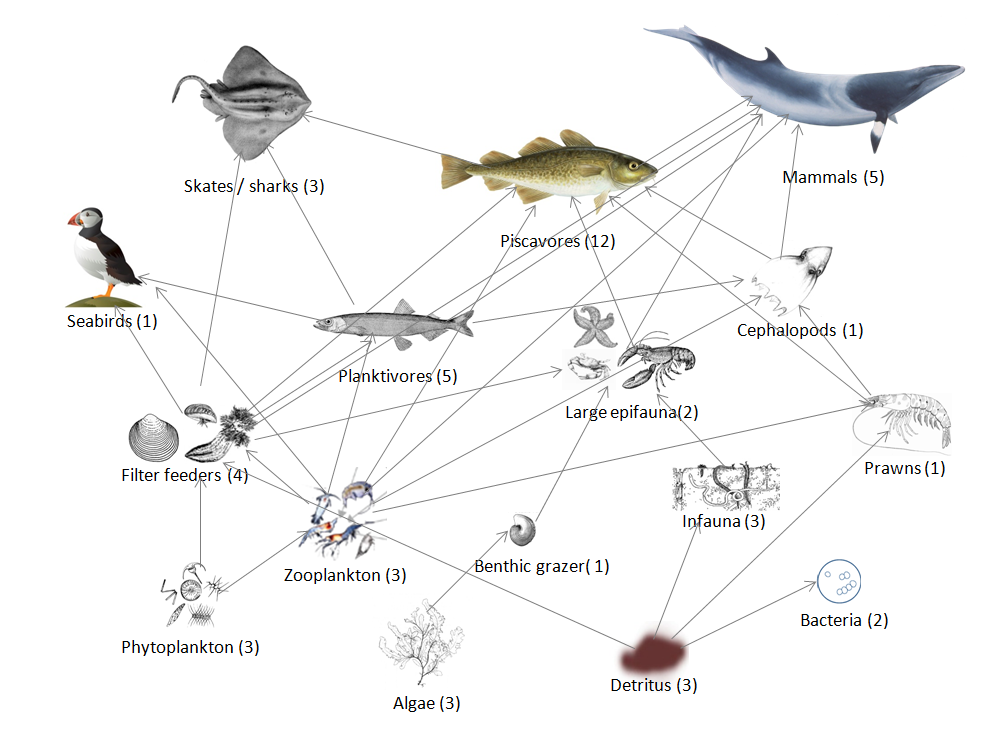 Mammals (5)
Skates / sharks (3)
Piscavores (12)
Seabirds (1)
Cephalopods (1)
Planktivores (5)
Large epifauna(2)
Filter feeders (4)
Prawns (1)
Infauna (3)
Benthic grazer( 1)
Zooplankton (3)
Bacteria (2)
Phytoplankton (3)
Detritus (3)
Algae (3)